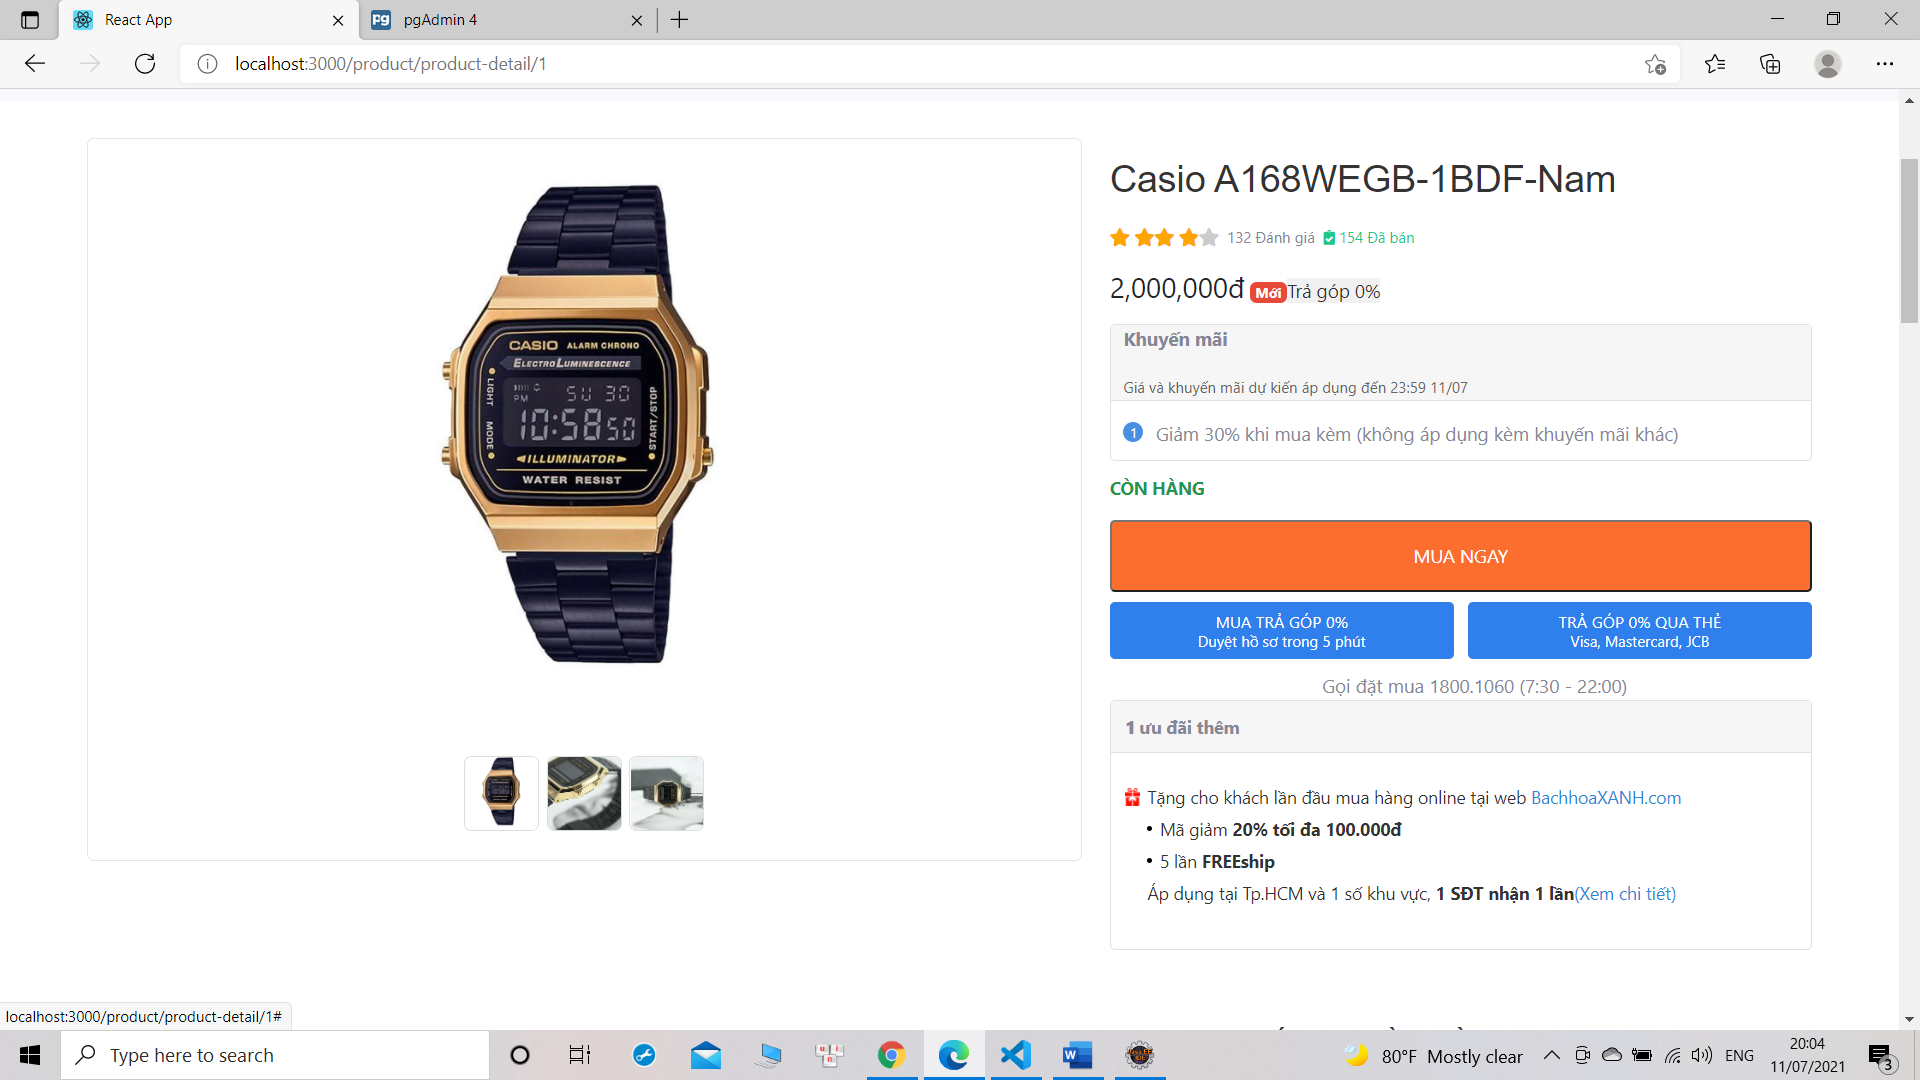 React App
pgAdmin 4
localhost:3000/product/product-detail/1
CASIO ALARM CHRONO
ELECTROLUMINESCENCE
LIGHT MODE
PM SU 30
10:58 50
START/STOP
ILLUMINATOR
WATER RESIST
Casio A168WEGB-1BDF-Nam
132 Đánh giá 154 Đã bán
2,000,000đ Mới Trả góp 0%
Khuyến mãi
Giá và khuyến mãi dự kiến áp dụng đến 23:59 11/07
1 Giảm 30% khi mua kèm (không áp dụng kèm khuyến mãi khác)
CÒN HÀNG
MUA NGAY
MUA TRẢ GÓP 0%
Duyệt hồ sơ trong 5 phút
TRẢ GÓP 0% QUA THẺ
Visa, Mastercard, JCB
Gọi đặt mua 1800.1060 (7:30 - 22:00)
1 ưu đãi thêm
Tặng cho khách lần đầu mua hàng online tại web BachhoaXANH.com
• Mã giảm 20% tối đa 100.000đ
• 5 lần FREEship
Áp dụng tại Tp.HCM và 1 số khu vực, 1 SĐT nhận 1 lần(Xem chi tiết)
localhost:3000/product/product-detail/1#
Type here to search
80°F Mostly clear
ENG
20:04
11/07/2021
3